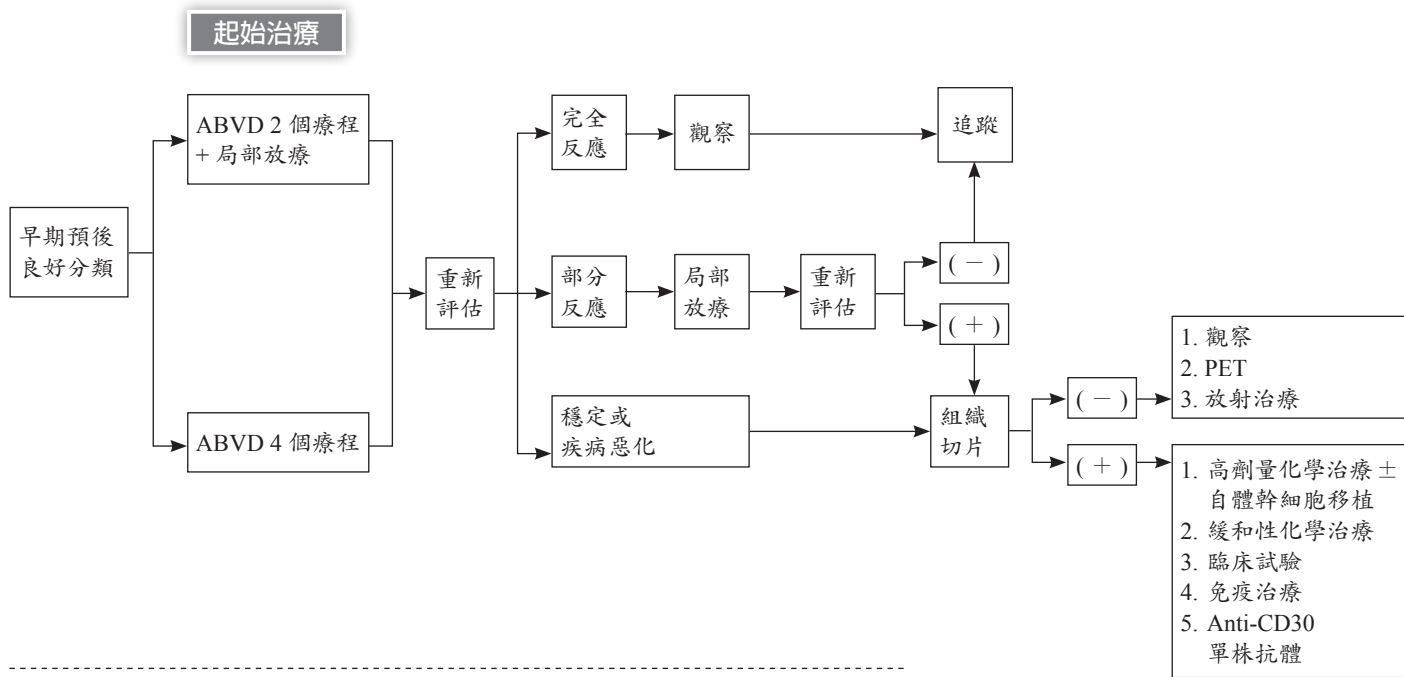 起始治療
ABVD 2 個療程
+ 局部放療
完全
反應
觀察
追蹤
早期預後
良好分類
重新
評估
部分
反應
局部
放療
重新
評估
(－)
(＋)
1. 觀察
2. PET
3. 放射治療
ABVD 4 個療程
穩定或
疾病惡化
組織
切片
(－)
(＋)
1. 高劑量化學治療 ±
自體幹細胞移植
2. 緩和性化學治療
3. 臨床試驗
4. 免疫治療
5. Anti-CD30
單株抗體